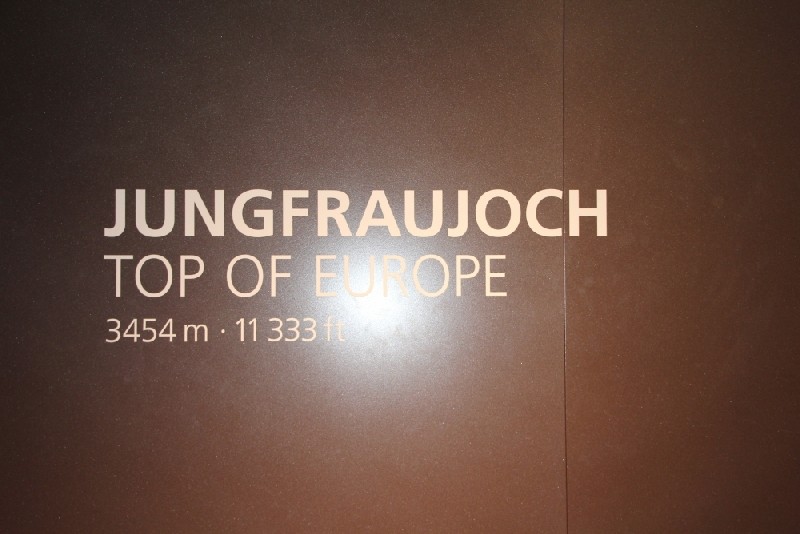 JUNGFRAUJOCH
TOP OF EUROPE
3454 m · 11 333 ft